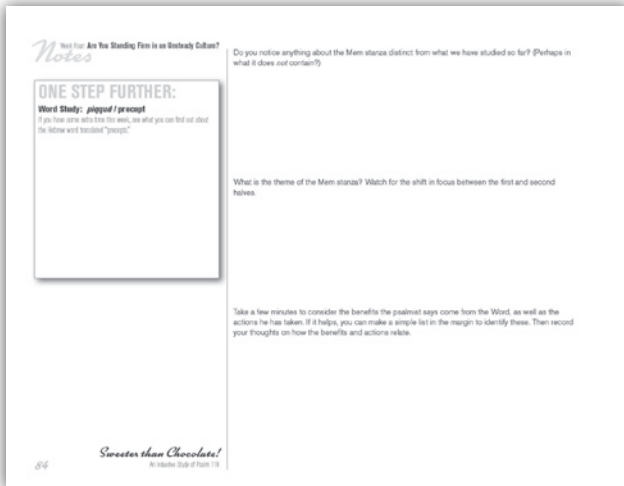 Notes
Week Four: Are You Standing Firm in an Unsteady Culture?
ONE STEP FURTHER:
Word Study: piqqud / precept
If you have some extra time this week, see what you can find out about
the Hebrew word translated "precepts."
Do you notice anything about the Mem stanza distinct from what we have studied so far? (Perhaps in
what it does not contain?)
What is the theme of the Mem stanza? Watch for the shift in focus between the first and second
halves.
Take a few minutes to consider the benefits the psalmist says come from the Word, as well as the
actions he has taken. If it helps, you can make a simple list in the margin to identify these. Then record
your thoughts on how the benefits and actions relate.
84
Sweeter than Chocolate!
An Inductive Study of Psalm 119